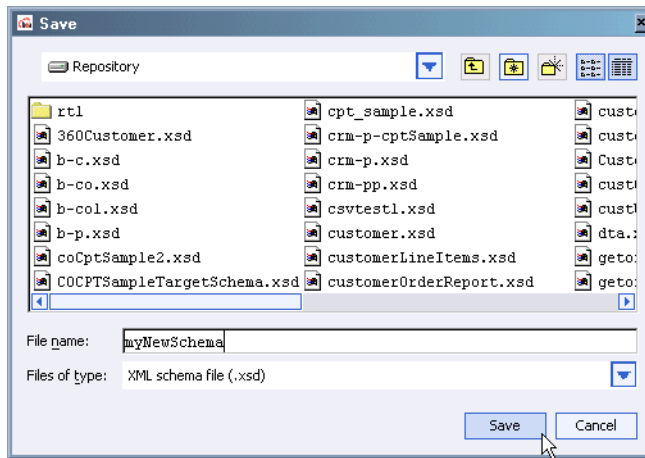 Save
Repository
rtl
360Customer.xsd
b-c.xsd
b-co.xsd
b-col.xsd
b-p.xsd
coCptSample2.xsd
COCPTSampleTargetSchema.xsd
cpt_sample.xsd
crm-p-cptSample.xsd
crm-p.xsd
crm-pp.xsd
csvtestl.xsd
customer.xsd
customerLineItems.xsd
customerOrderReport.xsd
File name:
myNewSchema
Files of type:
XML schema file (.xsd)
Save
Cancel